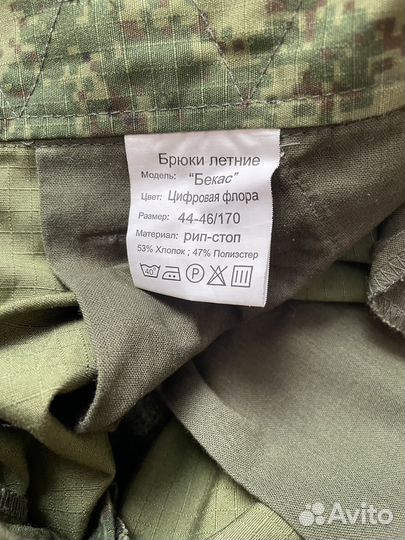 Брюки летние
Модель: "Бекас"
Цвет: Цифровая флора
Размер: 44-46/170
Материал: рип-стоп
53% Хлопок ; 47% Полиэстер
40° P
Avito